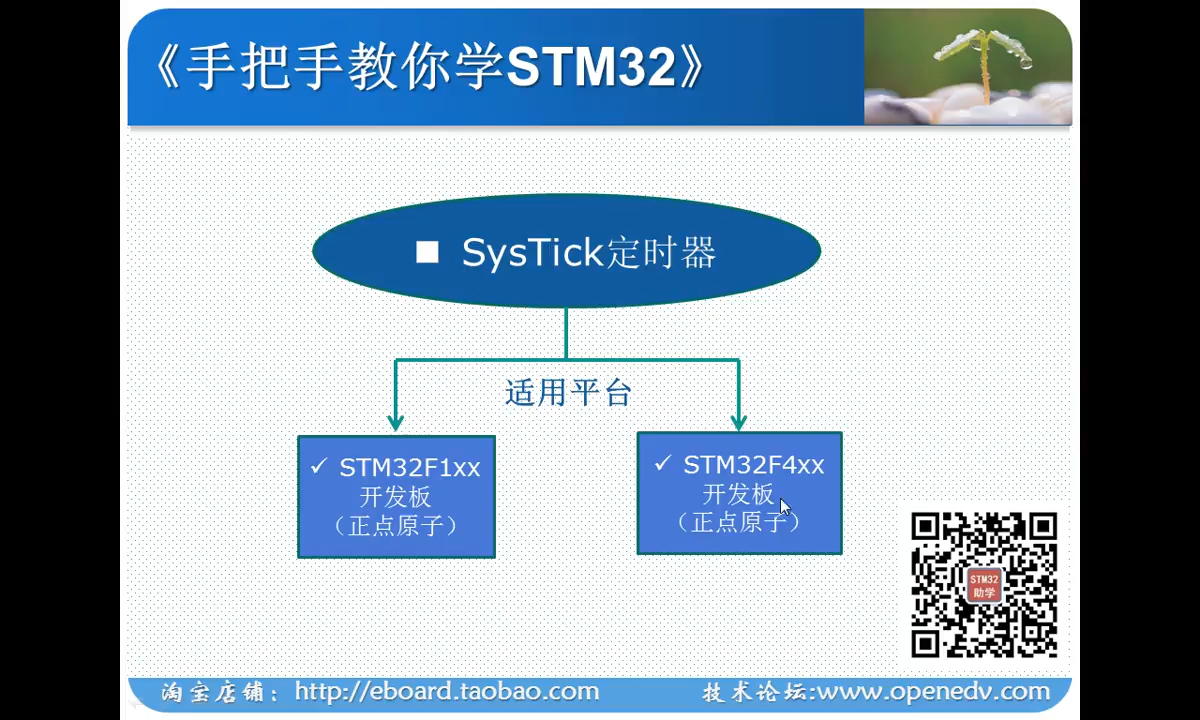 《手把手教你学STM32》
■ SysTick定时器
适用平台
✓ STM32F1xx
开发板
（正点原子）
✓ STM32F4xx
开发板
（正点原子）
STM32
助学
淘宝店铺：http://eboard.taobao.com
技术论坛:www.openedv.com